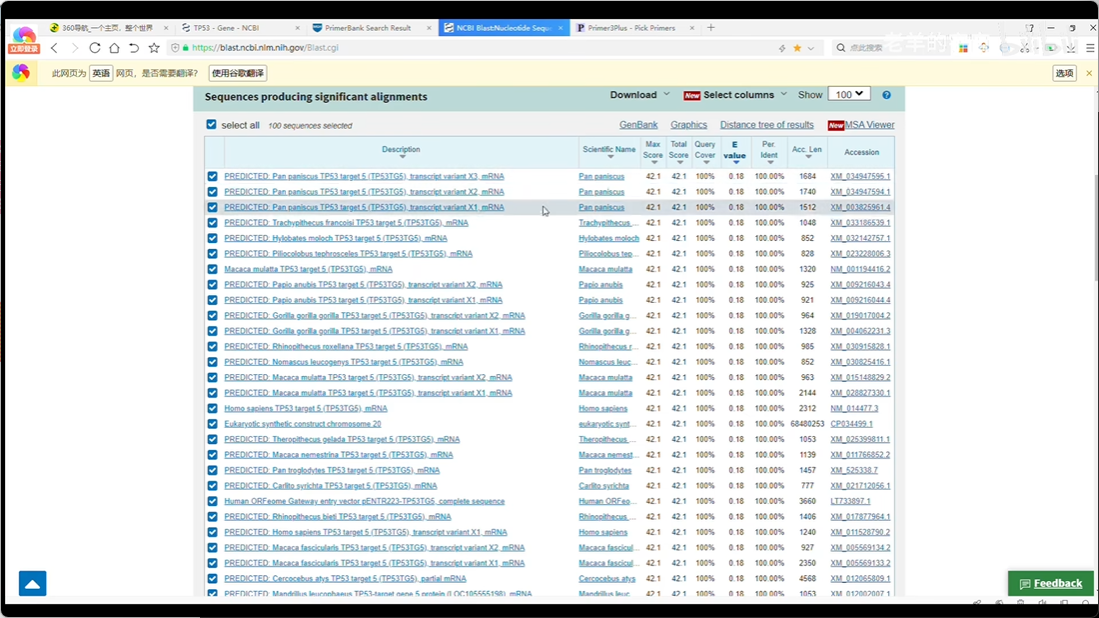 360导航_一个主页，整个世界 × TP53 - Gene - NCBI × PrimerBank Search Result × NCBI Blast:Nucleotide Sequ × Primer3Plus - Pick Primers × +
立即登录 https://blast.ncbi.nlm.nih.gov/Blast.cgi 点此搜索
老羊的
此网页为 英语 网页，是否需要翻译？ 使用谷歌翻译 选项 ×
Sequences producing significant alignments Download New Select columns Show 100 ?
select all 100 sequences selected GenBank Graphics Distance tree of results New MSA Viewer
Description Scientific Name Max Score Total Score Query Cover E value Per. Ident Acc. Len Accession
PREDICTED: Pan paniscus TP53 target 5 (TP53TG5), transcript variant X3, mRNA Pan paniscus 42.1 42.1 100% 0.18 100.00% 1684 XM_034947595.1
PREDICTED: Pan paniscus TP53 target 5 (TP53TG5), transcript variant X2, mRNA Pan paniscus 42.1 42.1 100% 0.18 100.00% 1740 XM_034947594.1
PREDICTED: Pan paniscus TP53 target 5 (TP53TG5), transcript variant X1, mRNA Pan paniscus 42.1 42.1 100% 0.18 100.00% 1512 XM_003825961.4
PREDICTED: Trachypithecus francoisi TP53 target 5 (TP53TG5), mRNA Trachypithecus ... 42.1 42.1 100% 0.18 100.00% 1048 XM_033186539.1
PREDICTED: Hylobates moloch TP53 target 5 (TP53TG5), mRNA Hylobates moloch 42.1 42.1 100% 0.18 100.00% 852 XM_032142757.1
PREDICTED: Piliocolobus tephrosceles TP53 target 5 (TP53TG5), mRNA Piliocolobus tep... 42.1 42.1 100% 0.18 100.00% 828 XM_023228006.3
Macaca mulatta TP53 target 5 (TP53TG5), mRNA Macaca mulatta 42.1 42.1 100% 0.18 100.00% 1320 NM_001194416.2
PREDICTED: Papio anubis TP53 target 5 (TP53TG5), transcript variant X2, mRNA Papio anubis 42.1 42.1 100% 0.18 100.00% 925 XM_009216043.4
PREDICTED: Papio anubis TP53 target 5 (TP53TG5), transcript variant X1, mRNA Papio anubis 42.1 42.1 100% 0.18 100.00% 921 XM_009216044.4
PREDICTED: Gorilla gorilla gorilla TP53 target 5 (TP53TG5), transcript variant X2, mRNA Gorilla gorilla g... 42.1 42.1 100% 0.18 100.00% 964 XM_019017004.2
PREDICTED: Gorilla gorilla gorilla TP53 target 5 (TP53TG5), transcript variant X1, mRNA Gorilla gorilla g... 42.1 42.1 100% 0.18 100.00% 1328 XM_004062231.3
PREDICTED: Rhinopithecus roxellana TP53 target 5 (TP53TG5), mRNA Rhinopithecus r... 42.1 42.1 100% 0.18 100.00% 985 XM_030915828.1
PREDICTED: Nomascus leucogenys TP53 target 5 (TP53TG5), mRNA Nomascus leuc... 42.1 42.1 100% 0.18 100.00% 852 XM_030825416.1
PREDICTED: Macaca mulatta TP53 target 5 (TP53TG5), transcript variant X2, mRNA Macaca mulatta 42.1 42.1 100% 0.18 100.00% 963 XM_015148829.2
PREDICTED: Macaca mulatta TP53 target 5 (TP53TG5), transcript variant X1, mRNA Macaca mulatta 42.1 42.1 100% 0.18 100.00% 2144 XM_028827330.1
Homo sapiens TP53 target 5 (TP53TG5), mRNA Homo sapiens 42.1 42.1 100% 0.18 100.00% 2312 NM_014477.3
Eukaryotic synthetic construct chromosome 20 eukaryotic synt... 42.1 42.1 100% 0.18 100.00% 68480253 CP034499.1
PREDICTED: Theropithecus gelada TP53 target 5 (TP53TG5), mRNA Theropithecus ... 42.1 42.1 100% 0.18 100.00% 1053 XM_025399811.1
PREDICTED: Macaca nemestrina TP53 target 5 (TP53TG5), mRNA Macaca nemest... 42.1 42.1 100% 0.18 100.00% 1139 XM_011766852.2
PREDICTED: Pan troglodytes TP53 target 5 (TP53TG5), mRNA Pan troglodytes 42.1 42.1 100% 0.18 100.00% 1457 XM_525338.7
PREDICTED: Carlito syrichta TP53 target 5 (TP53TG5), mRNA Carlito syrichta 42.1 42.1 100% 0.18 100.00% 777 XM_021712056.1
Human ORFeome Gateway entry vector pENTR223-TP53TG5, complete sequence Human ORFeo... 42.1 42.1 100% 0.18 100.00% 3660 LT733897.1
PREDICTED: Rhinopithecus bieti TP53 target 5 (TP53TG5), mRNA Rhinopithecus ... 42.1 42.1 100% 0.18 100.00% 1406 XM_017877964.1
PREDICTED: Homo sapiens TP53 target 5 (TP53TG5), transcript variant X1, mRNA Homo sapiens 42.1 42.1 100% 0.18 100.00% 1240 XM_011528790.2
PREDICTED: Macaca fascicularis TP53 target 5 (TP53TG5), transcript variant X2, mRNA Macaca fascicul... 42.1 42.1 100% 0.18 100.00% 927 XM_005569134.2
PREDICTED: Macaca fascicularis TP53 target 5 (TP53TG5), transcript variant X1, mRNA Macaca fascicul... 42.1 42.1 100% 0.18 100.00% 2350 XM_005569133.2
PREDICTED: Cercocebus atys TP53 target 5 (TP53TG5), partial mRNA Cercocebus atys 42.1 42.1 100% 0.18 100.00% 4568 XM_012065809.1
PREDICTED: Mandrillus leucophaeus TP53-target gene 5 protein (LOC105555198), mRNA Mandrillus leuc... 42.1 42.1 100% 0.18 100.00% 1053 XM_012002007.1
Feedback